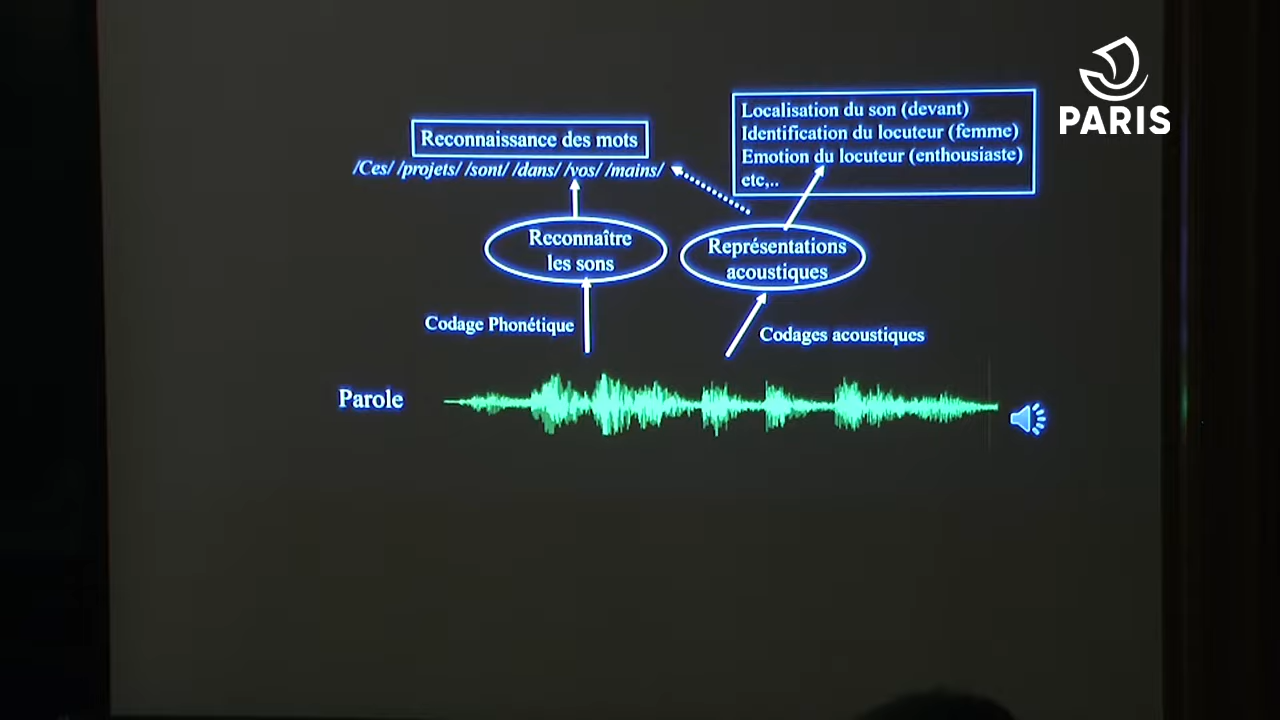 PARIS
Localisation du son (devant)
Identification du locuteur (femme)
Emotion du locuteur (enthousiaste)
etc,..
Reconnaissance des mots
/Ces/ /projets/ /sont/ /dans/ /vos/ /mains/
Reconnaître
les sons
Représentations
acoustiques
Codage Phonétique
Codages acoustiques
Parole